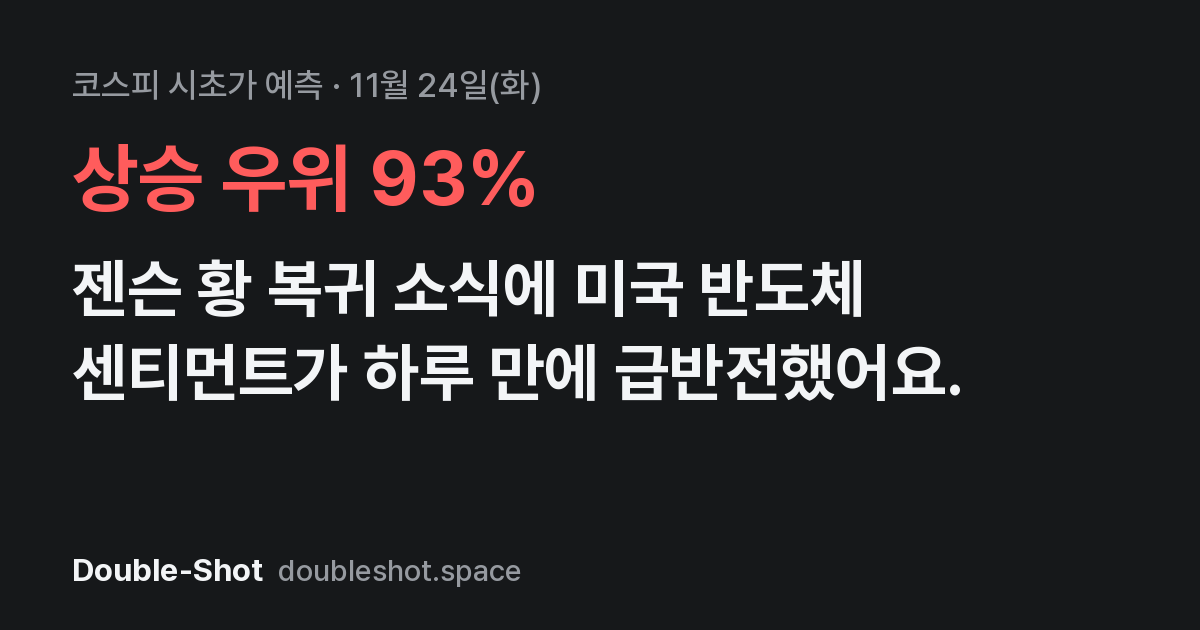 코스피 시초가 예측 · 11월 24일(화)
상승 우위 93%
젠슨 황 복귀 소식에 미국 반도체
센티먼트가 하루 만에 급반전했어요.
Double-Shot doubleshot.space